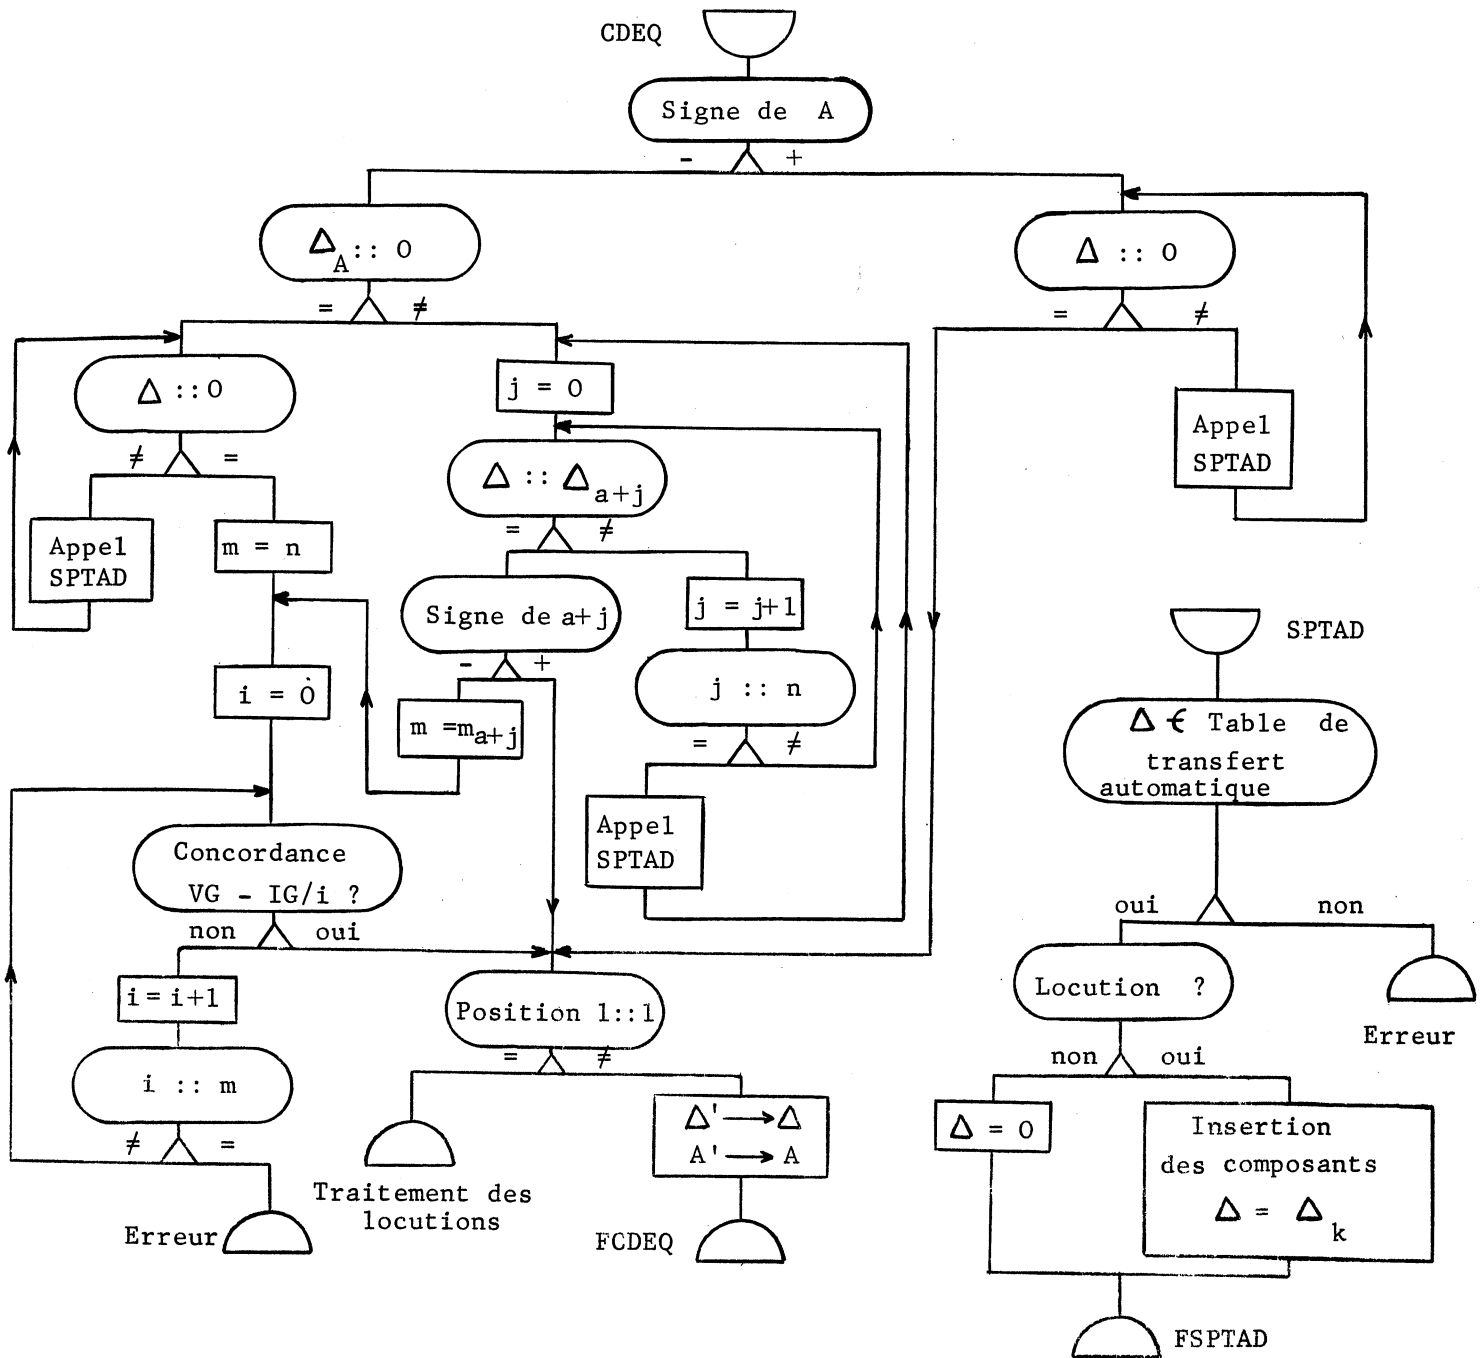 CDEQ
Signe de A
- +
Δ_A :: 0
= ≠
Δ :: 0
= ≠
Appel
SPTAD
Δ :: 0
≠ =
Appel
SPTAD
m = n
i = 0
j = 0
Δ :: Δ_a+j
= ≠
Signe de a+j
- +
m = m_a+j
j = j+1
j :: n
= ≠
Appel
SPTAD
Concordance
VG - IG/i ?
non oui
i = i+1
i :: m
≠ =
Erreur
Position 1::1
= ≠
Traitement des
locutions
Δ' → Δ
A' → A
FCDEQ
SPTAD
Δ ∈ Table de
transfert
automatique
oui non
Erreur
Locution ?
non oui
Δ = 0
Insertion
des composants
Δ = Δ_k
FSPTAD